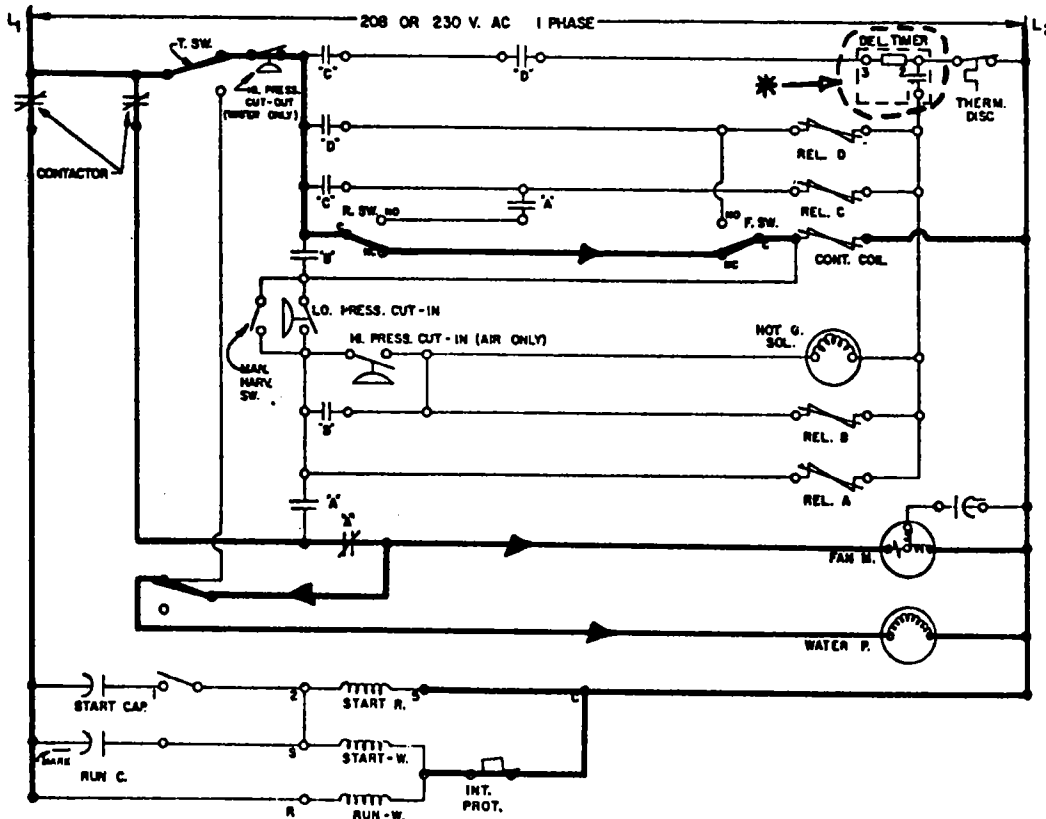 208 OR 230 V. AC 1 PHASE
L1
L2
T. SW.
"C"
"D"
DEL. TIMER
3
2
THERM.
DISC
HI. PRESS.
CUT-OUT
(WATER ONLY)
CONTACTOR
"D"
REL. D
"C"
"A"
REL. C
R. SW.
NO
C
NC
NO
F. SW.
C
NC
CONT. COIL
"B"
LO. PRESS. CUT-IN
HI. PRESS. CUT-IN (AIR ONLY)
HOT G.
SOL.
MAN.
HARV.
SW.
"B"
REL. B
REL. A
"A"
"A"
FAN M.
WATER P.
START CAP.
1
2
START R.
5
C
MARK
RUN C.
S
START-W.
INT.
PROT.
R
RUN-W.